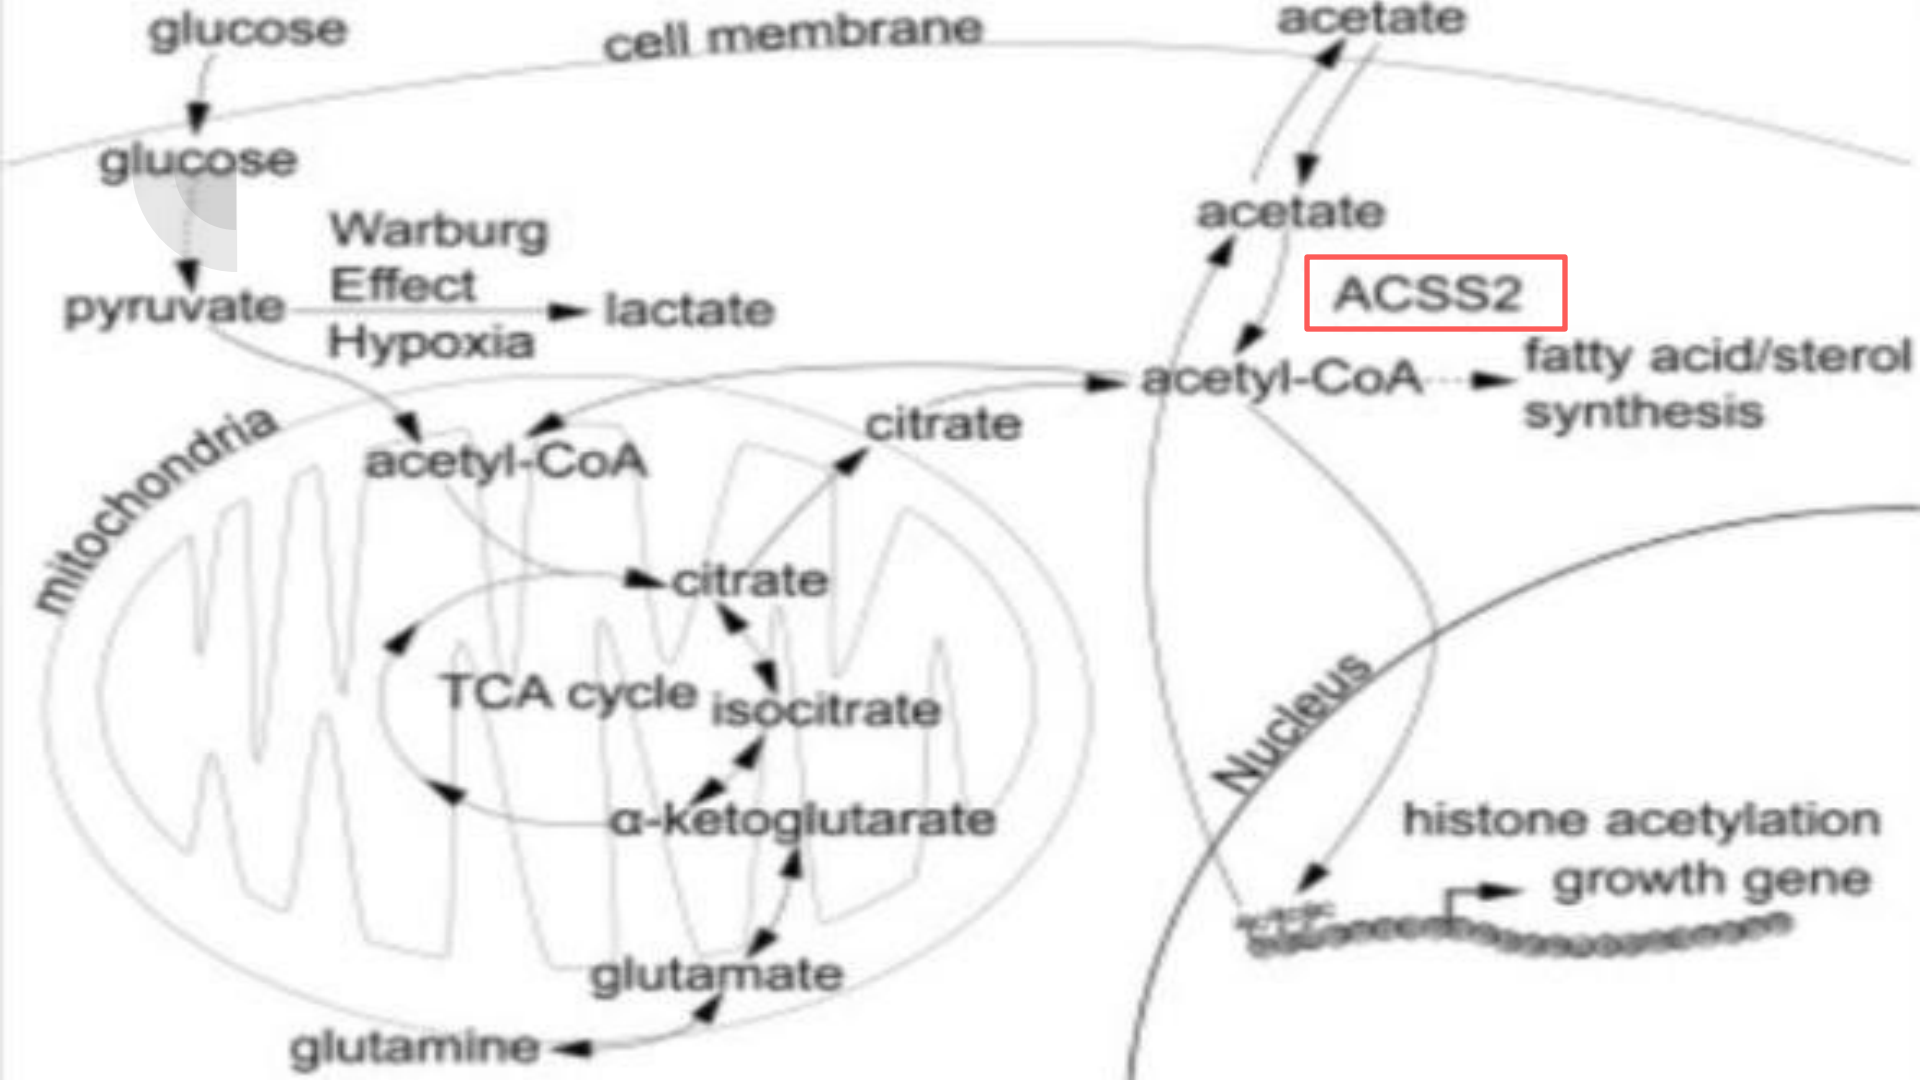 glucose
cell membrane
acetate
glucose
acetate
Warburg
Effect
Hypoxia
pyruvate
lactate
ACSS2
acetyl-CoA
fatty acid/sterol
synthesis
citrate
mitochondria
acetyl-CoA
citrate
TCA cycle
isocitrate
Nucleus
α-ketoglutarate
histone acetylation
growth gene
glutamate
glutamine